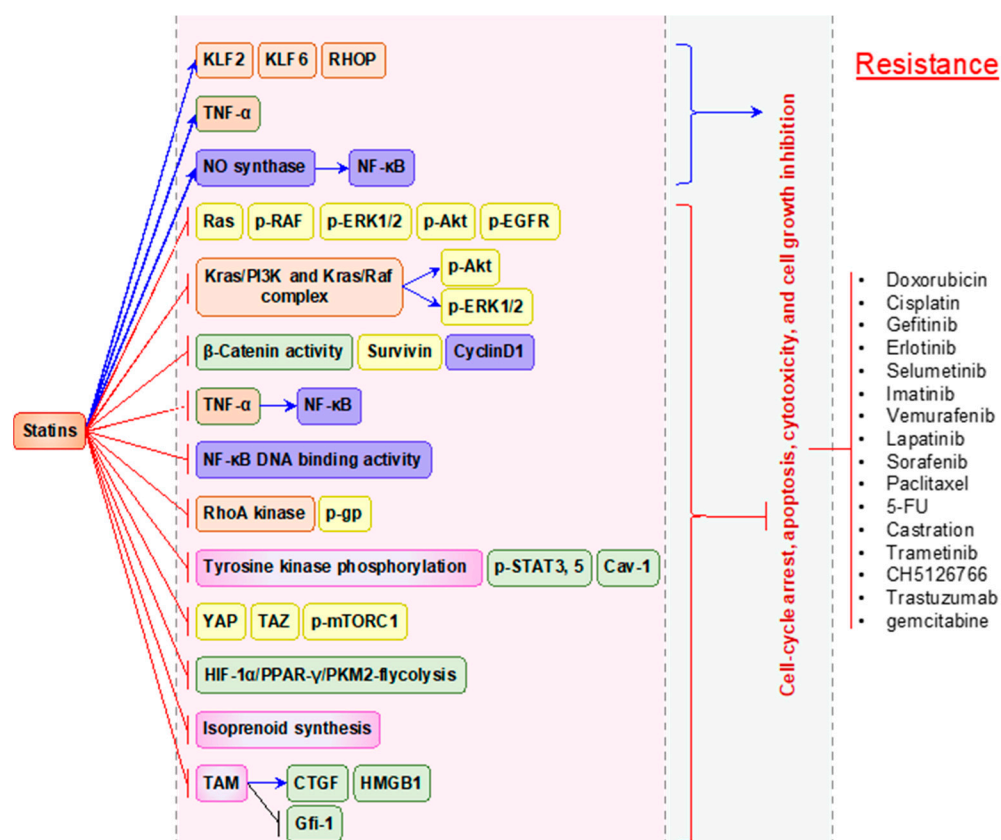 KLF2 KLF6 RHOP
Resistance
TNF-α
NO synthase NF-κB
Ras p-RAF p-ERK1/2 p-Akt p-EGFR
Kras/PI3K and Kras/Raf
complex
p-Akt
p-ERK1/2
β-Catenin activity Survivin CyclinD1
TNF-α NF-κB
Statins
NF-κB DNA binding activity
RhoA kinase p-gp
Tyrosine kinase phosphorylation p-STAT3, 5 Cav-1
YAP TAZ p-mTORC1
HIF-1α/PPAR-γ/PKM2-flycolysis
Isoprenoid synthesis
TAM CTGF HMGB1
Gfi-1
Cell-cycle arrest, apoptosis, cytotoxicity, and cell growth inhibition
• Doxorubicin
• Cisplatin
• Gefitinib
• Erlotinib
• Selumetinib
• Imatinib
• Vemurafenib
• Lapatinib
• Sorafenib
• Paclitaxel
• 5-FU
• Castration
• Trametinib
• CH5126766
• Trastuzumab
• gemcitabine